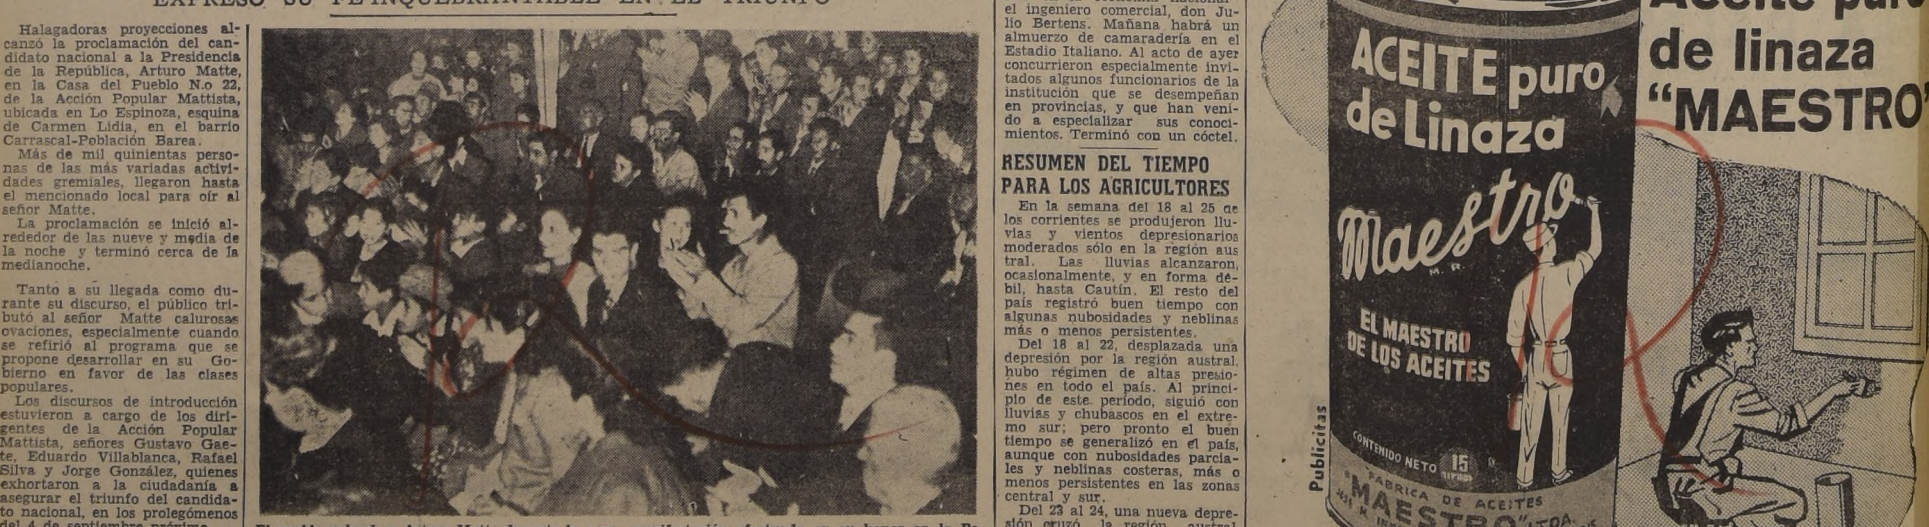 EXPRESO SU FE INQUEBRANTABLE EN EL TRIUNFO
Halagadoras proyecciones al-
canzó la proclamación del can-
didato nacional a la Presidencia
de la República, Arturo Matte,
en la Casa del Pueblo N.o 22,
de la Acción Popular Mattista,
ubicada en Lo Espinoza, esquina
de Carmen Lidia, en el barrio
Carrascal-Población Barea.
Más de mil quinientas perso-
nas de las más variadas activi-
dades gremiales, llegaron hasta
el mencionado local para oír al
señor Matte.
La proclamación se inició al-
rededor de las nueve y media de
la noche y terminó cerca de la
medianoche.
Tanto a su llegada como du-
rante su discurso, el público tri-
butó al señor Matte calurosas
ovaciones, especialmente cuando
se refirió al programa que se
propone desarrollar en su Go-
bierno en favor de las clases
populares.
Los discursos de introducción
estuvieron a cargo de los diri-
gentes de la Acción Popular
Mattista, señores Gustavo Gae-
te, Eduardo Villablanca, Rafael
Silva y Jorge González, quienes
exhortaron a la ciudadanía a
asegurar el triunfo del candida-
to nacional, en los prolegómenos
del 4 de septiembre próximo
el ingeniero comercial, don Ju-
lio Bertens. Mañana habrá un
almuerzo de camaradería en el
Estadio Italiano. Al acto de ayer
concurrieron especialmente invi-
tados algunos funcionarios de la
institución que se desempeñan
en provincias, y que han veni-
do a especializar sus conoci-
mientos. Terminó con un cóctel.
RESUMEN DEL TIEMPO
PARA LOS AGRICULTORES
En la semana del 18 al 25 de
los corrientes se produjeron llu-
vias y vientos depresionarios
moderados sólo en la región aus
tral. Las lluvias alcanzaron,
ocasionalmente, y en forma dé-
bil, hasta Cautín. El resto del
país registró buen tiempo con
algunas nubosidades y neblinas
más o menos persistentes.
Del 18 al 22, desplazada una
depresión por la región austral,
hubo régimen de altas presio-
nes en todo el país. Al princi-
pio de este período, siguió con
lluvias y chubascos en el extre-
mo sur; pero pronto el buen
tiempo se generalizó en el país,
aunque con nubosidades parcia-
les y neblinas costeras, más o
menos persistentes en las zonas
central y sur.
Del 23 al 24, una nueva depre-
sión cruzó la región austral
ACEITE puro
de Linaza
Maestro
M. R.
EL MAESTRO
DE LOS ACEITES
CONTENIDO NETO 15
FABRICA DE ACEITES
"MAESTRO" LTDA.
Publicitas
Aceite puro
de linaza
"MAESTRO"